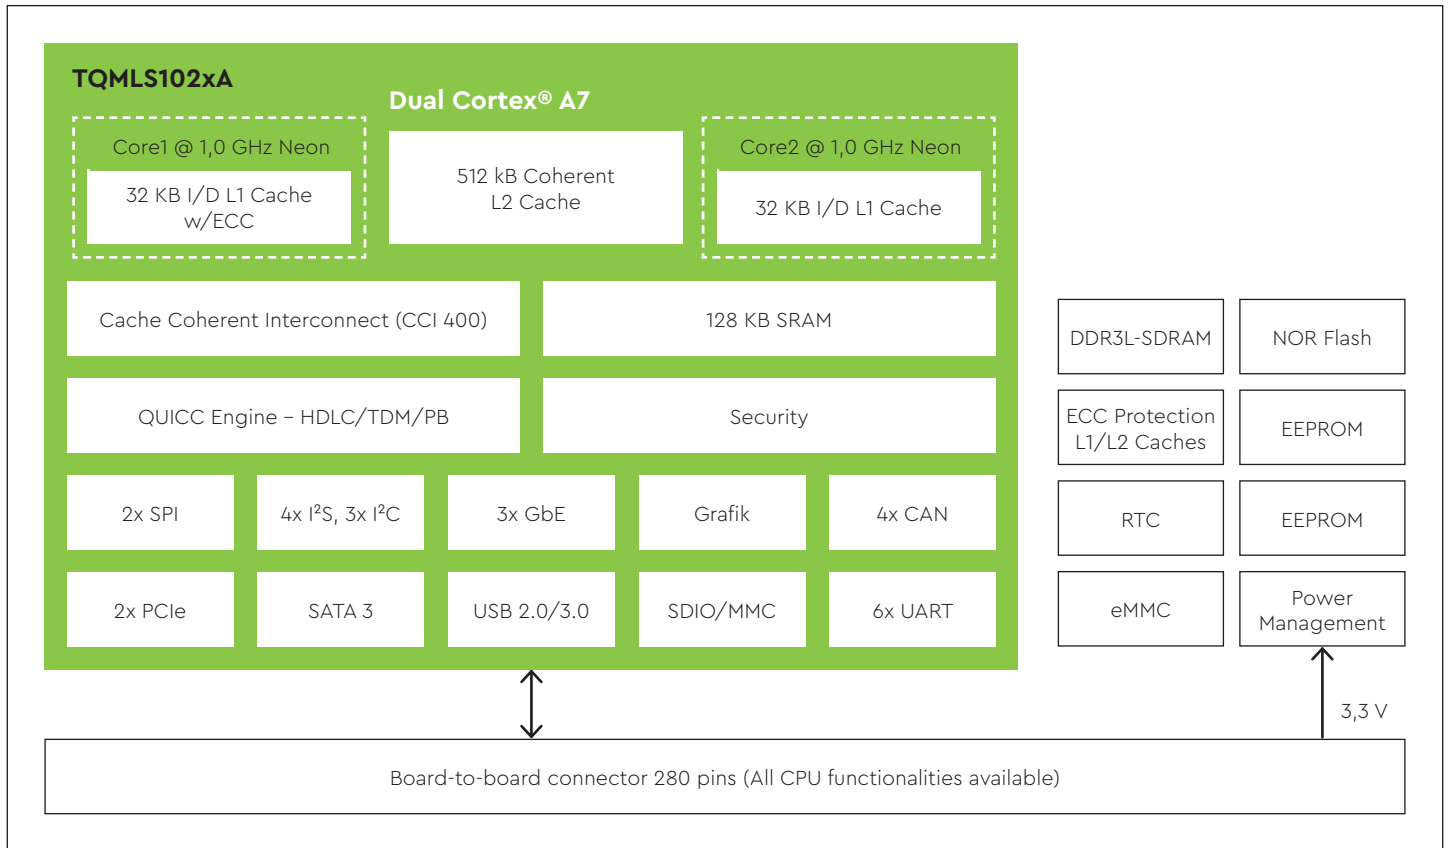 TQMLS102xA
Dual Cortex® A7
Core1 @ 1,0 GHz Neon
32 KB I/D L1 Cache
w/ECC
512 kB Coherent
L2 Cache
Core2 @ 1,0 GHz Neon
32 KB I/D L1 Cache
Cache Coherent Interconnect (CCI 400)
128 KB SRAM
QUICC Engine – HDLC/TDM/PB
Security
2x SPI
4x I²S, 3x I²C
3x GbE
Grafik
4x CAN
2x PCIe
SATA 3
USB 2.0/3.0
SDIO/MMC
6x UART
DDR3L-SDRAM
NOR Flash
ECC Protection
L1/L2 Caches
EEPROM
RTC
EEPROM
eMMC
Power
Management
3,3 V
Board-to-board connector 280 pins (All CPU functionalities available)